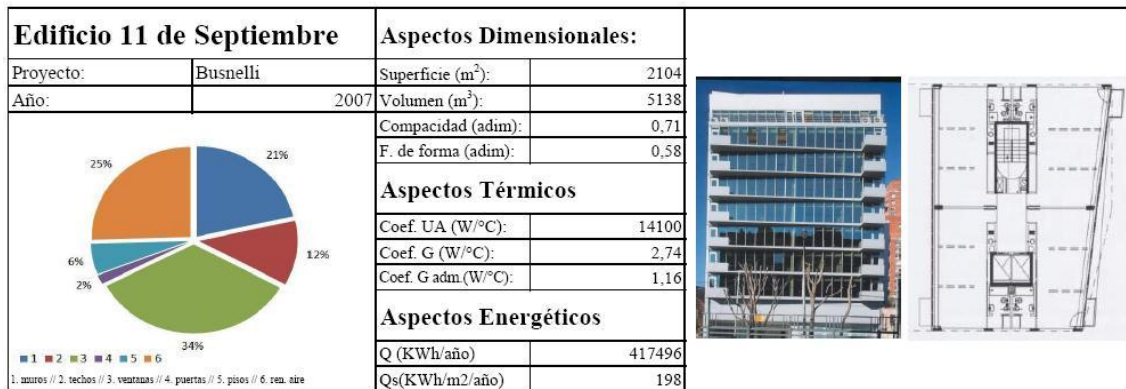 Edificio 11 de Septiembre
Proyecto: Busnelli
Año: 2007
25%
21%
12%
6%
2%
34%
1 2 3 4 5 6
1. muros // 2. techos // 3. ventanas // 4. puertas // 5. pisos // 6. ren. aire
Aspectos Dimensionales:
Superficie (m²): 2104
Volumen (m³): 5138
Compacidad (adim): 0,71
F. de forma (adim): 0,58
Aspectos Térmicos
Coef. UA (W/°C): 14100
Coef. G (W/°C): 2,74
Coef. G adm.(W/°C): 1,16
Aspectos Energéticos
Q (KWh/año) 417496
Qs(KWh/m2/año) 198